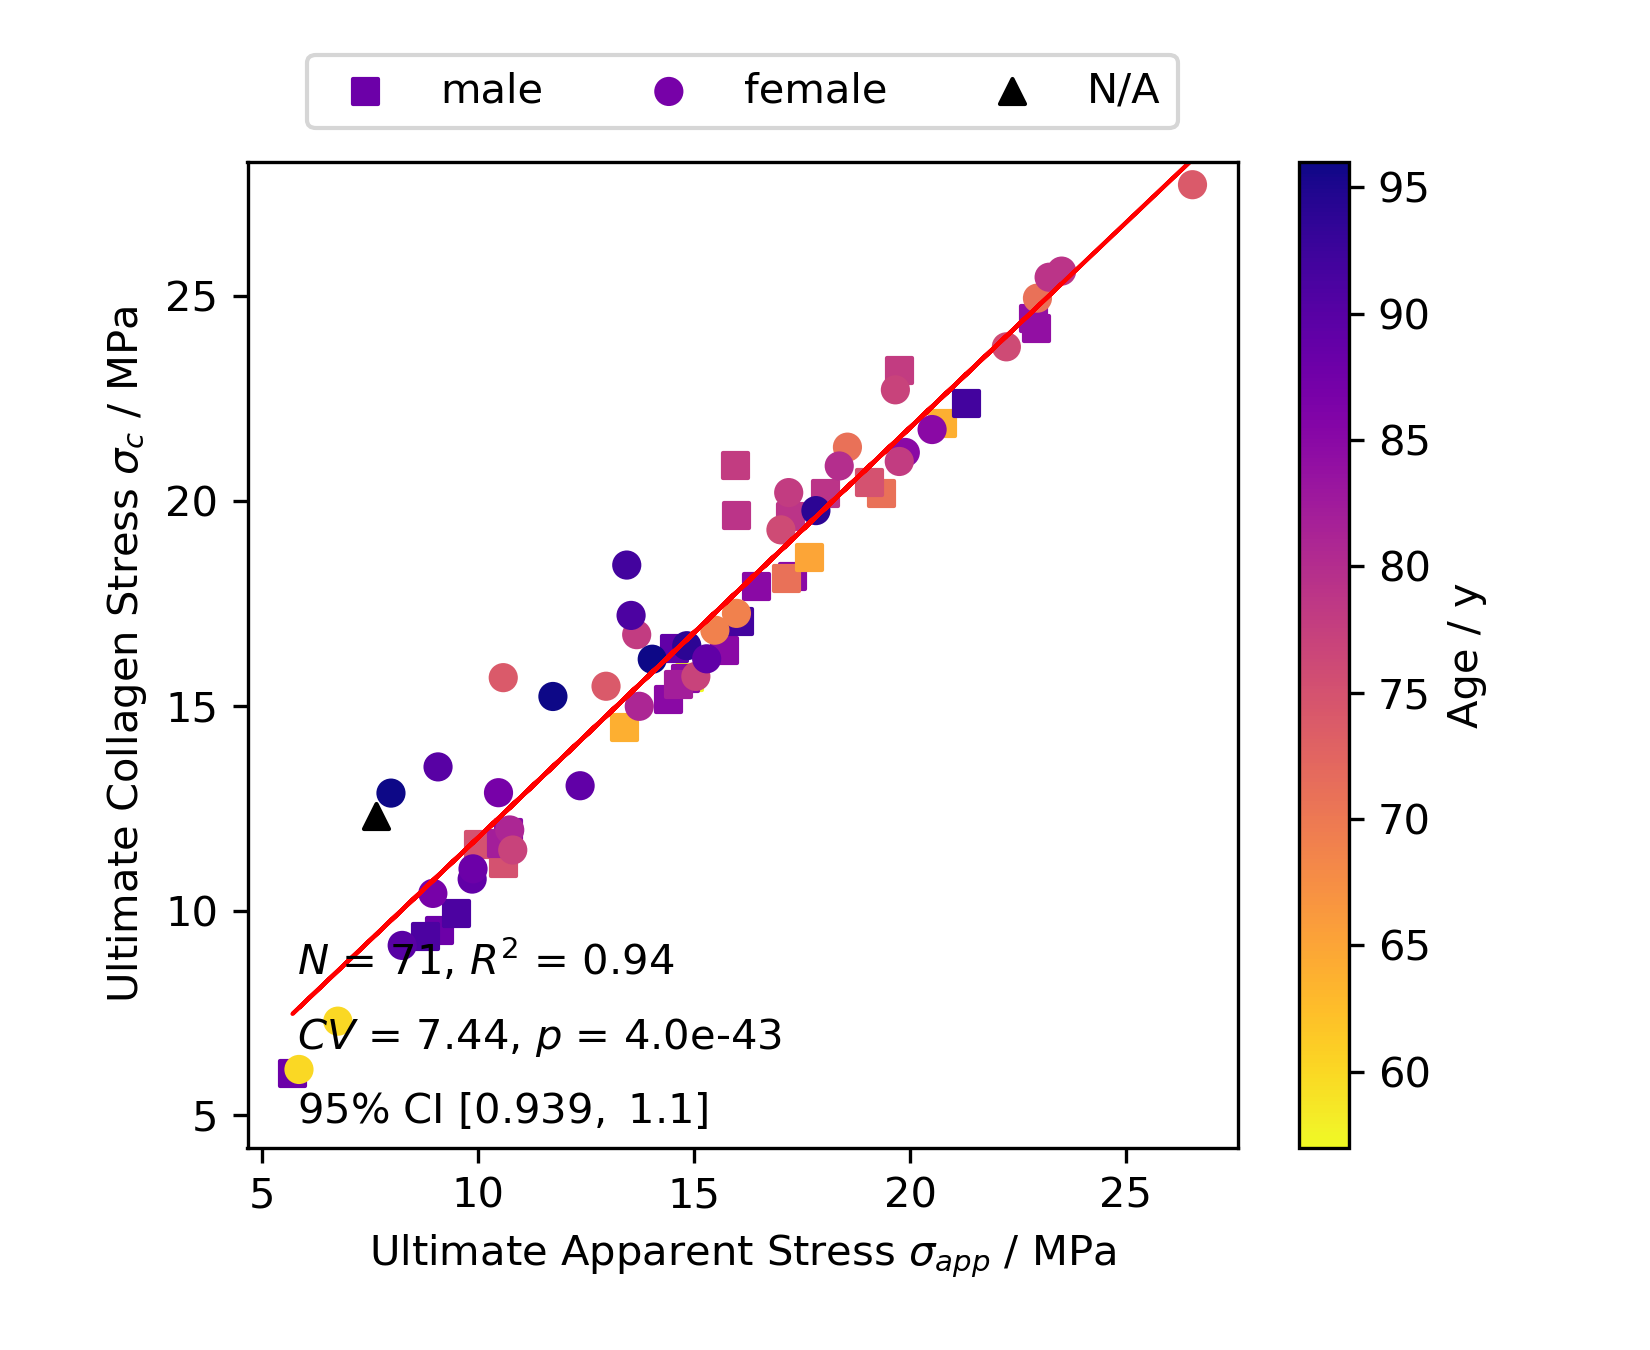 male female N/A
Ultimate Collagen Stress σc / MPa
25
20
15
10
5
N = 71, R² = 0.94
CV = 7.44, p = 4.0e-43
95% CI [0.939, 1.1]
5 10 15 20 25
Ultimate Apparent Stress σapp / MPa
95
90
85
80
75
70
65
60
Age / y